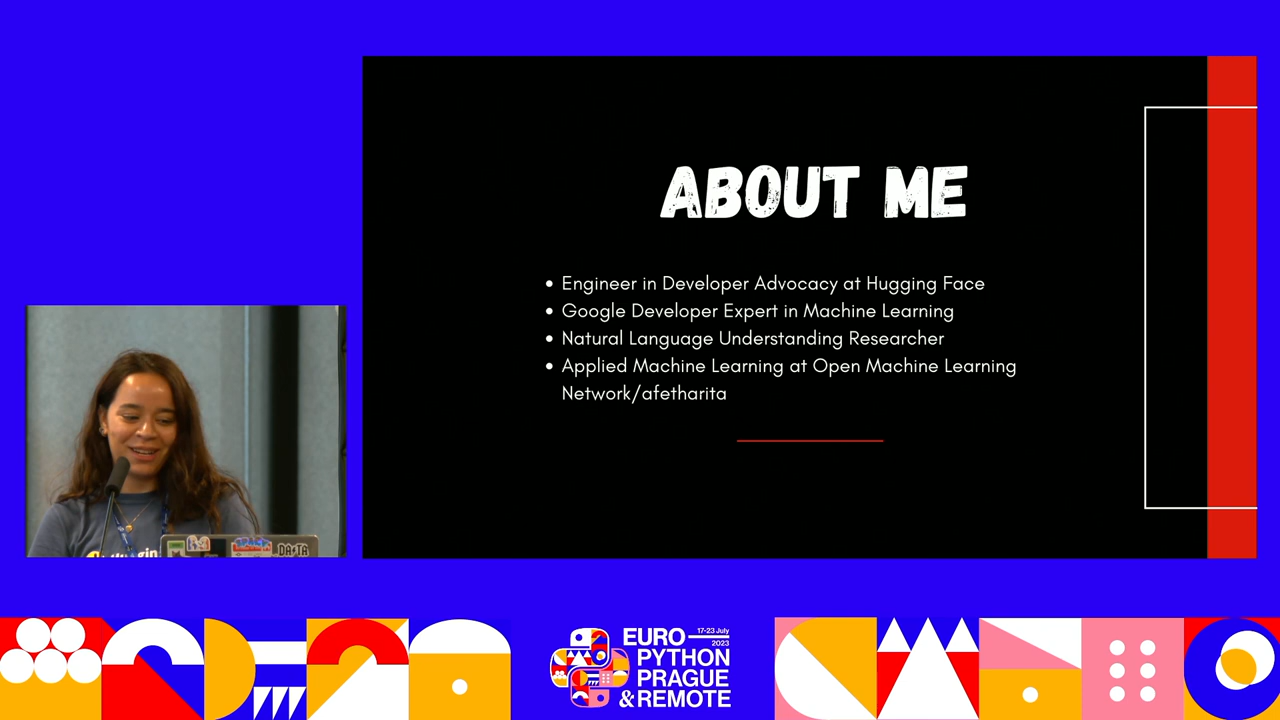 ABOUT ME
Engineer in Developer Advocacy at Hugging Face
Google Developer Expert in Machine Learning
Natural Language Understanding Researcher
Applied Machine Learning at Open Machine Learning
Network/afetharita
DATA
EURO
17-23 July
2023
PYTHON
PRAGUE
& REMOTE